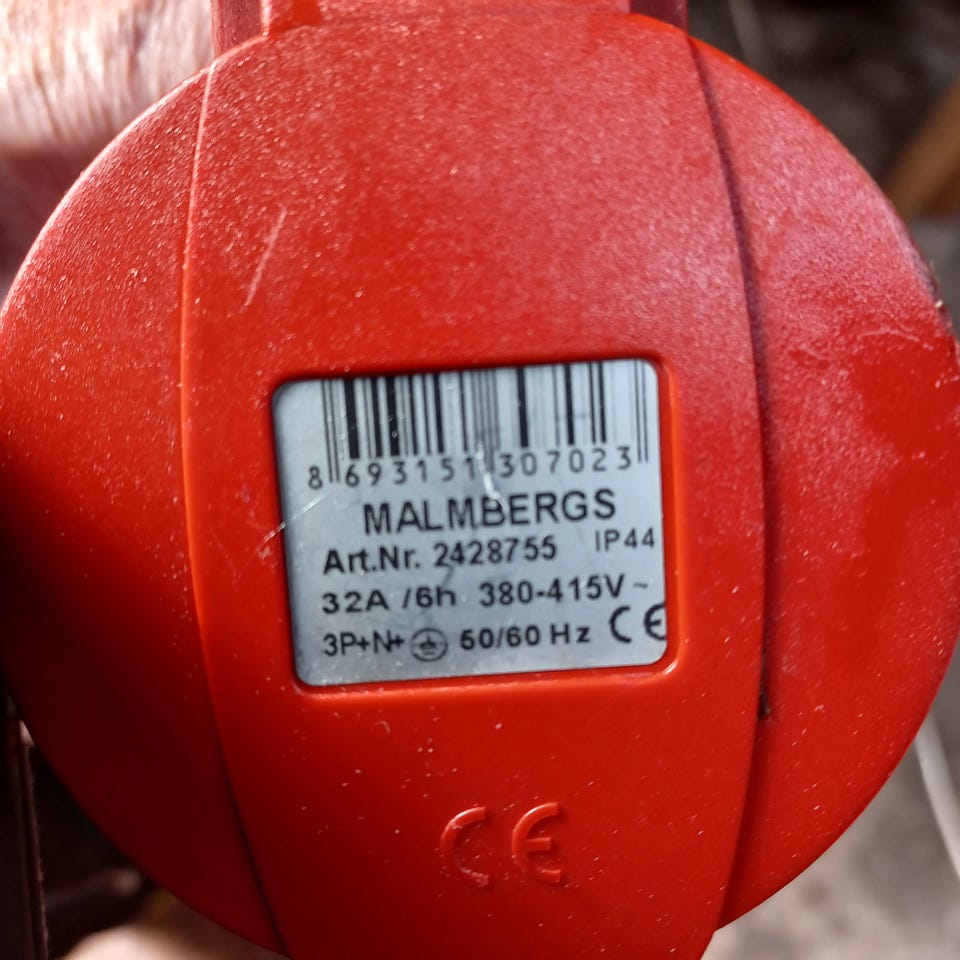 8 693151 307023
MALMBERGS
Art.Nr. 2428755 IP44
32A /6h 380-415V ~
3P+N+ 50/60 Hz CE
CE